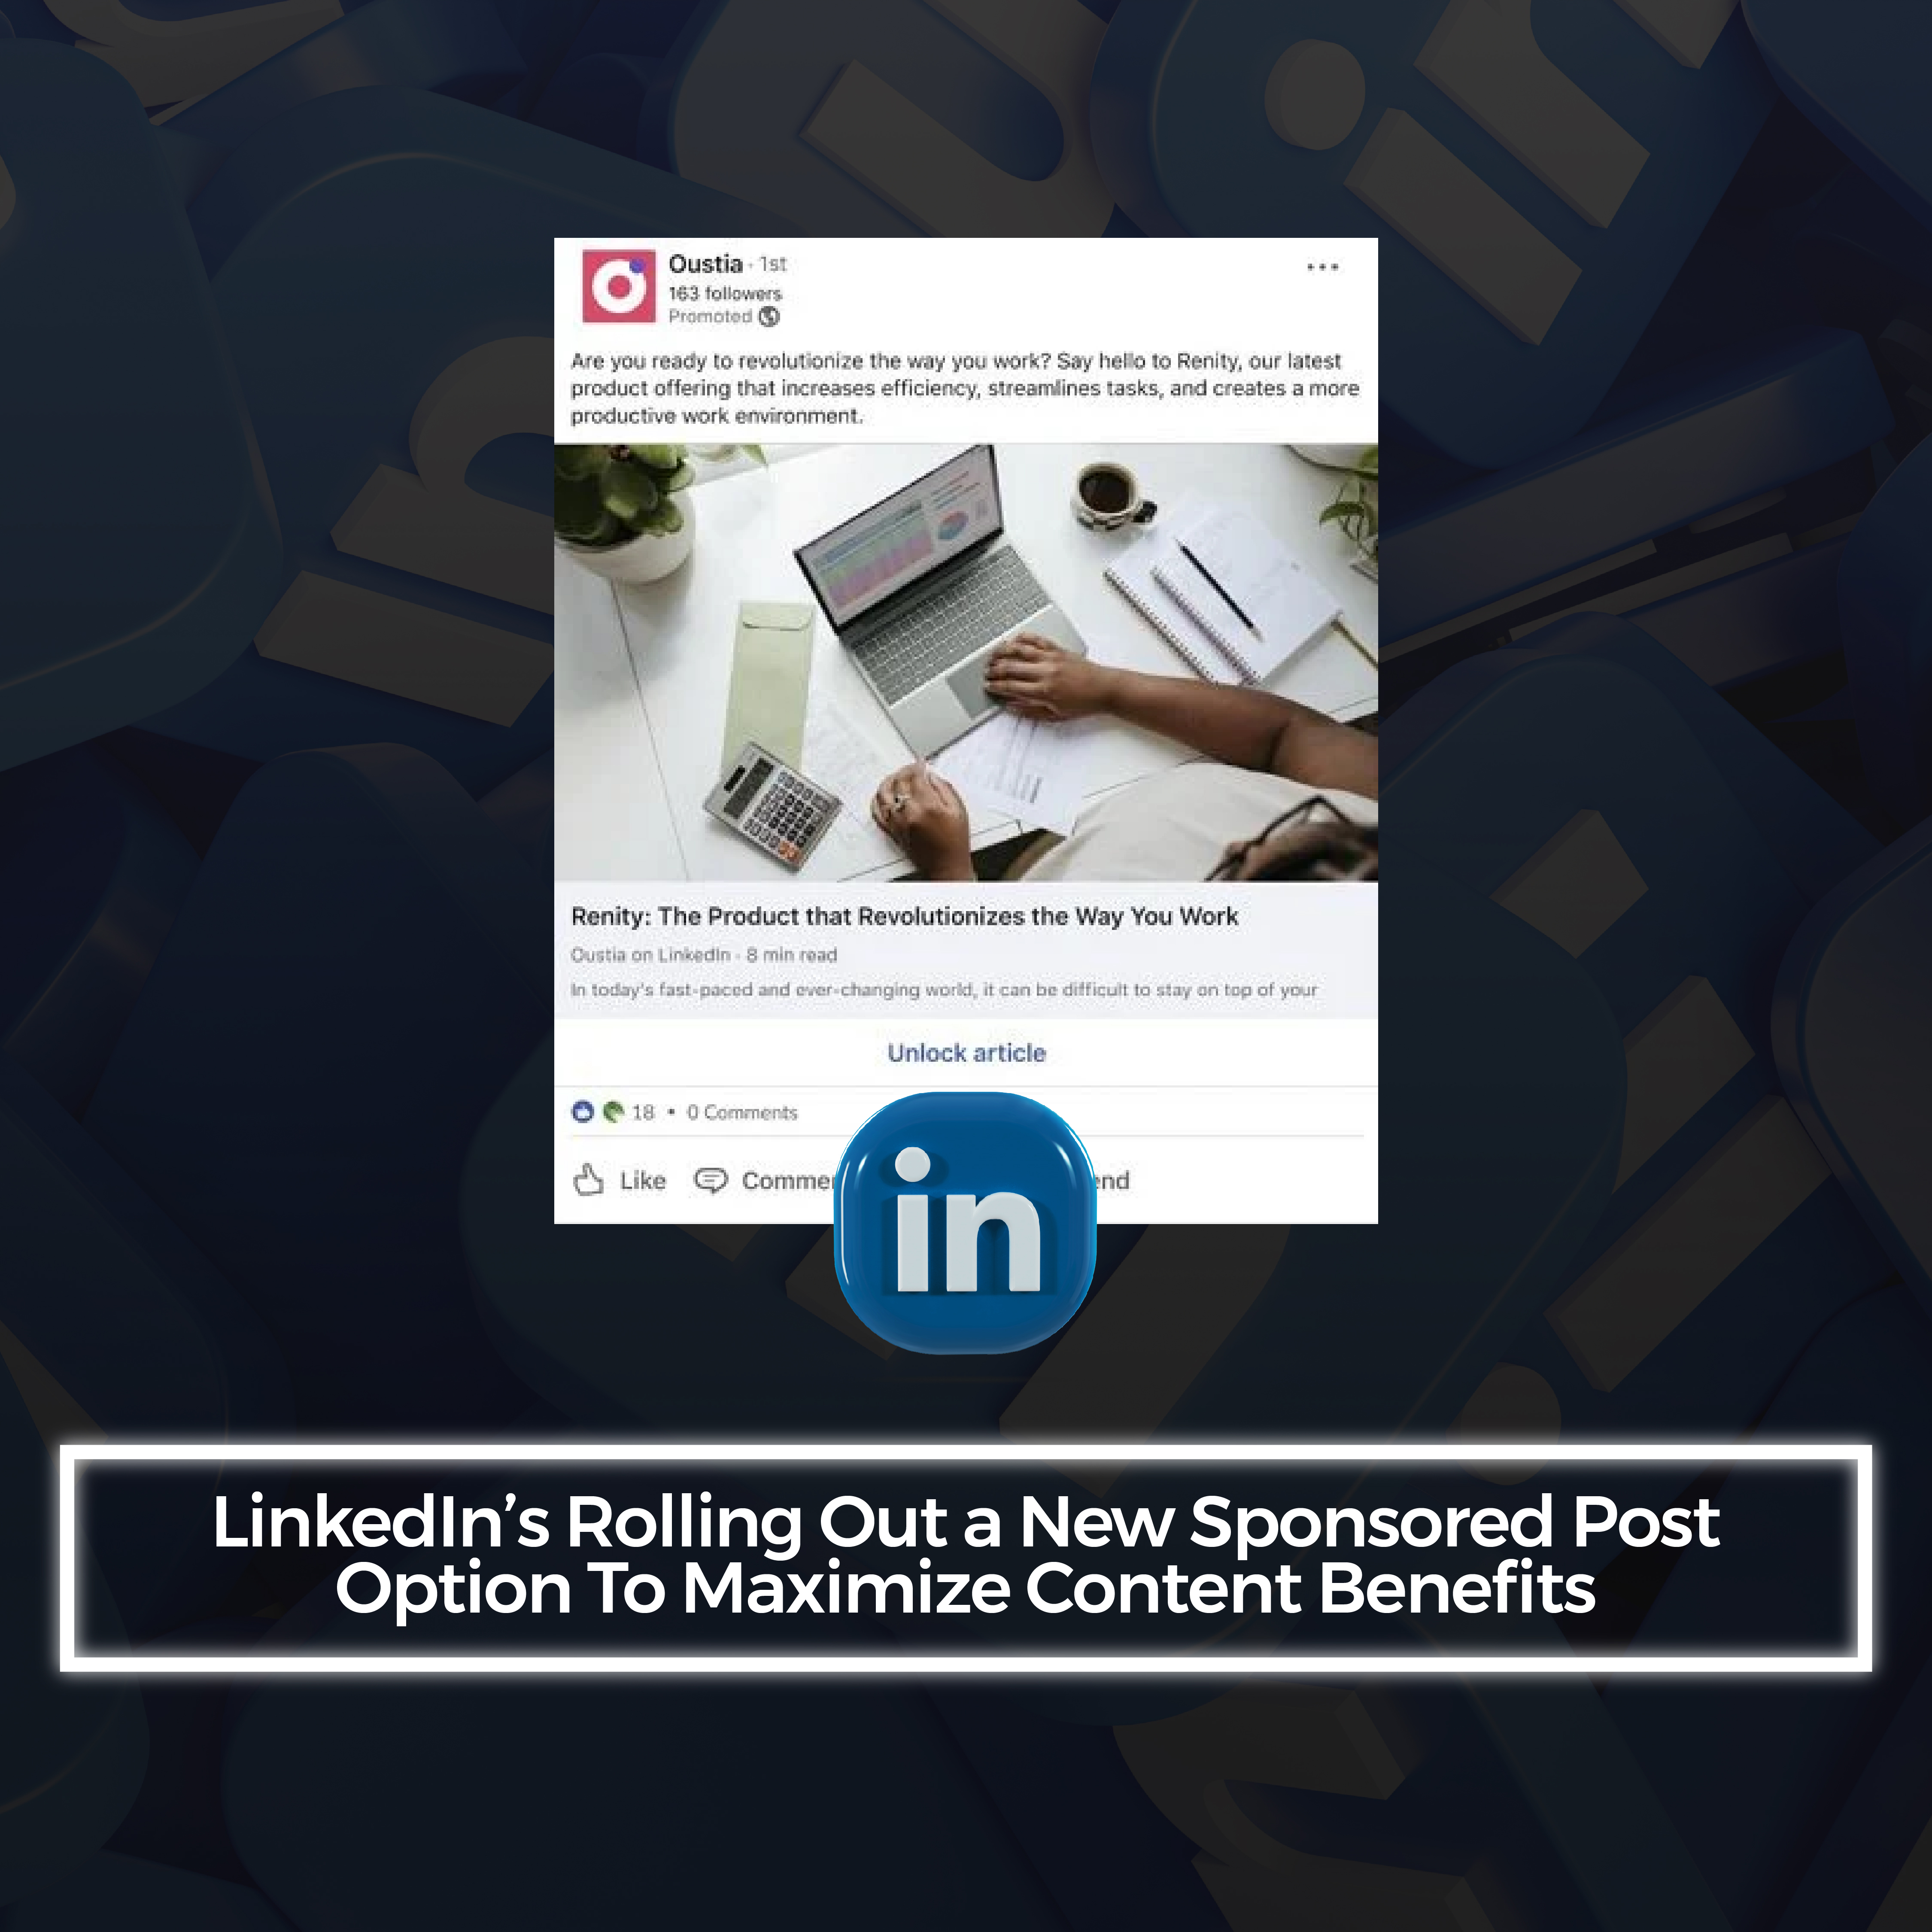 Oustia · 1st
163 followers
Promoted
Are you ready to revolutionize the way you work? Say hello to Renity, our latest
product offering that increases efficiency, streamlines tasks, and creates a more
productive work environment.
Renity: The Product that Revolutionizes the Way You Work
Oustia on LinkedIn · 8 min read
In today's fast-paced and ever-changing world, it can be difficult to stay on top of your
Unlock article
18 • 0 Comments
Like
in
LinkedIn’s Rolling Out a New Sponsored Post
Option To Maximize Content Benefits